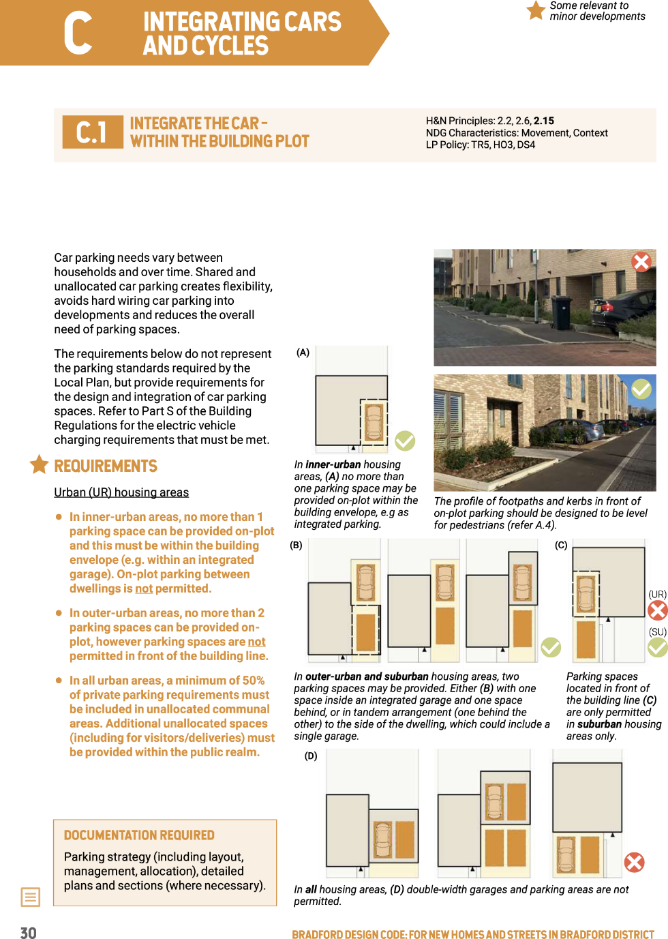 C
INTEGRATING CARS
AND CYCLES
Some relevant to
minor developments
C.1
INTEGRATE THE CAR –
WITHIN THE BUILDING PLOT
H&N Principles: 2.2, 2.6, 2.15
NDG Characteristics: Movement, Context
LP Policy: TR5, HO3, DS4
Car parking needs vary between
households and over time. Shared and
unallocated car parking creates flexibility,
avoids hard wiring car parking into
developments and reduces the overall
need of parking spaces.
The requirements below do not represent
the parking standards required by the
Local Plan, but provide requirements for
the design and integration of car parking
spaces. Refer to Part S of the Building
Regulations for the electric vehicle
charging requirements that must be met.
REQUIREMENTS
Urban (UR) housing areas
• In inner-urban areas, no more than 1
parking space can be provided on-plot
and this must be within the building
envelope (e.g. within an integrated
garage). On-plot parking between
dwellings is not permitted.
• In outer-urban areas, no more than 2
parking spaces can be provided on-
plot, however parking spaces are not
permitted in front of the building line.
• In all urban areas, a minimum of 50%
of private parking requirements must
be included in unallocated communal
areas. Additional unallocated spaces
(including for visitors/deliveries) must
be provided within the public realm.
DOCUMENTATION REQUIRED
Parking strategy (including layout,
management, allocation), detailed
plans and sections (where necessary).
(A)
In inner-urban housing
areas, (A) no more than
one parking space may be
provided on-plot within the
building envelope, e.g as
integrated parking.
The profile of footpaths and kerbs in front of
on-plot parking should be designed to be level
for pedestrians (refer A.4).
(B)
(C)
(UR)
(SU)
In outer-urban and suburban housing areas, two
parking spaces may be provided. Either (B) with one
space inside an integrated garage and one space
behind, or in tandem arrangement (one behind the
other) to the side of the dwelling, which could include a
single garage.
Parking spaces
located in front of
the building line (C)
are only permitted
in suburban housing
areas only.
(D)
In all housing areas, (D) double-width garages and parking areas are not
permitted.
30
BRADFORD DESIGN CODE: FOR NEW HOMES AND STREETS IN BRADFORD DISTRICT